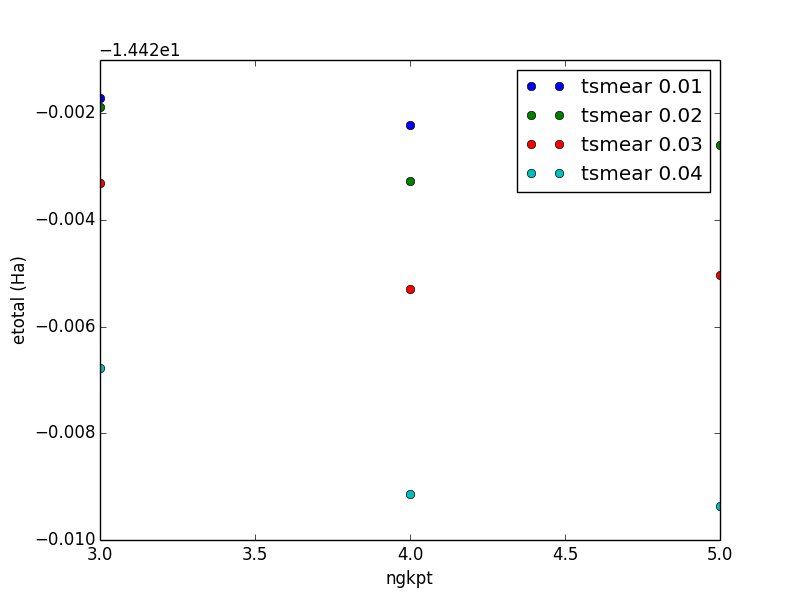 −1.442e1
tsmear 0.01
tsmear 0.02
tsmear 0.03
tsmear 0.04
−0.002
−0.004
−0.006
−0.008
−0.010
etotal (Ha)
3.0 3.5 4.0 4.5 5.0
ngkpt